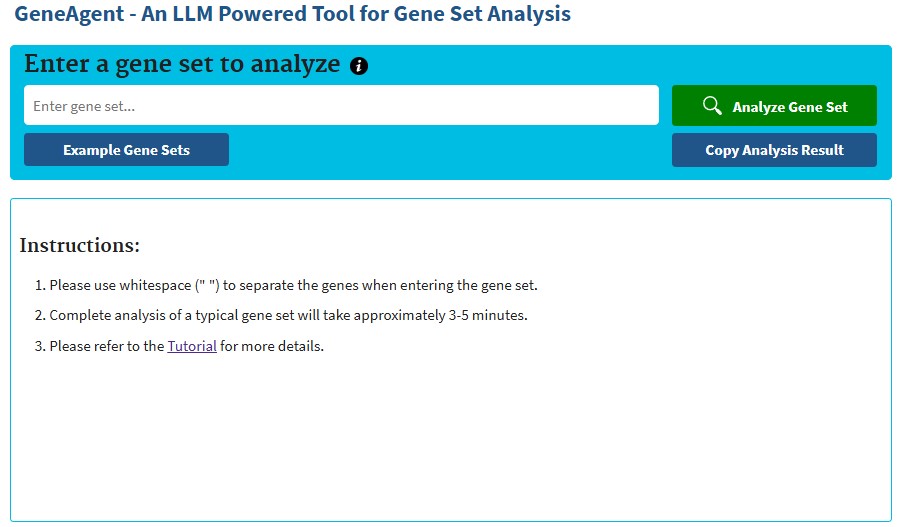 GeneAgent - An LLM Powered Tool for Gene Set Analysis
Enter a gene set to analyze i
Enter gene set...
Analyze Gene Set
Example Gene Sets
Copy Analysis Result
Instructions:
1. Please use whitespace (" ") to separate the genes when entering the gene set.
2. Complete analysis of a typical gene set will take approximately 3-5 minutes.
3. Please refer to the Tutorial for more details.